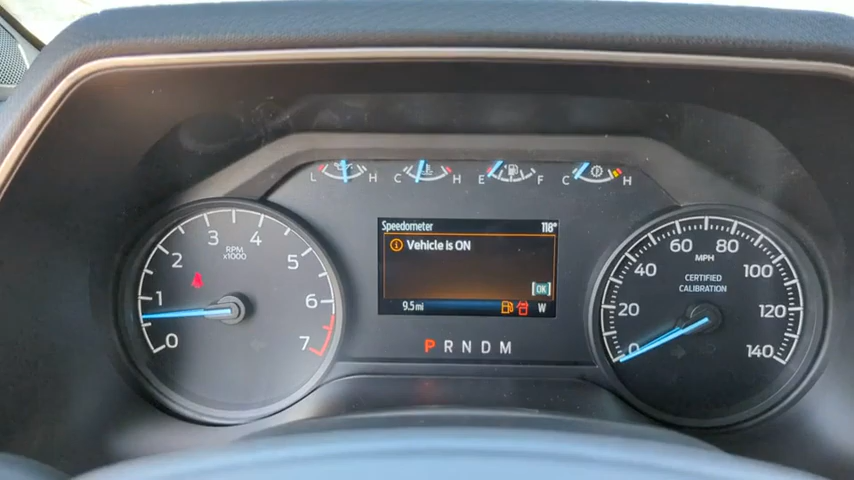 L H C H E F C H
Speedometer 118°
Vehicle is ON
OK
9.5 mi W
P R N D M
0 1 2 3 4 5 6 7
RPM
x1000
0 20 40 60 80 100 120 140
MPH
CERTIFIED
CALIBRATION